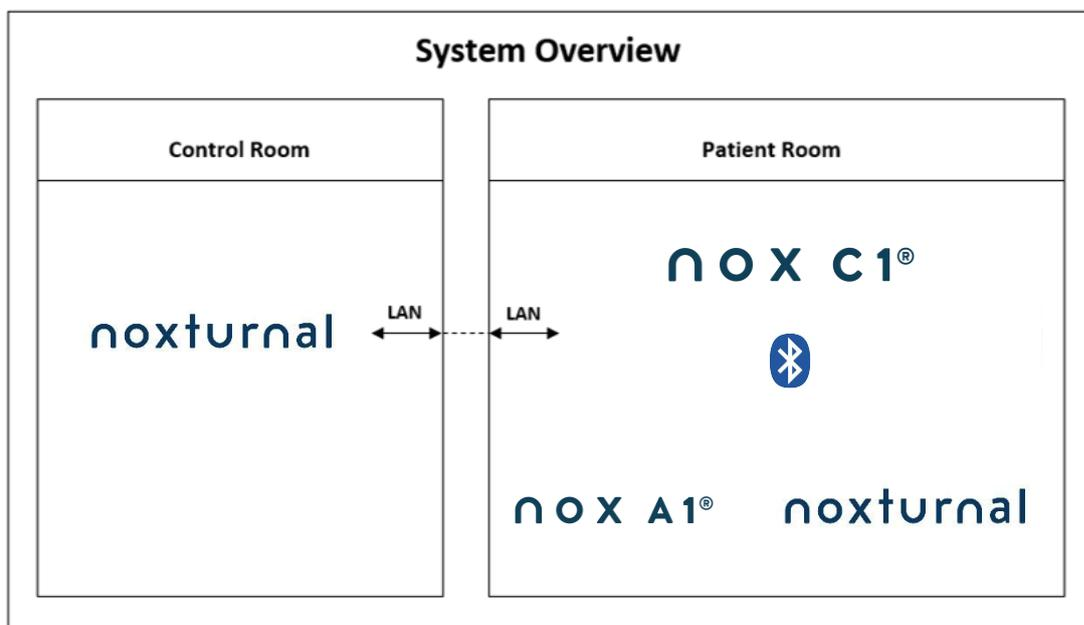 System Overview
Control Room
noxturnal
LAN
LAN
Patient Room
nox C1®
nox A1®
noxturnal